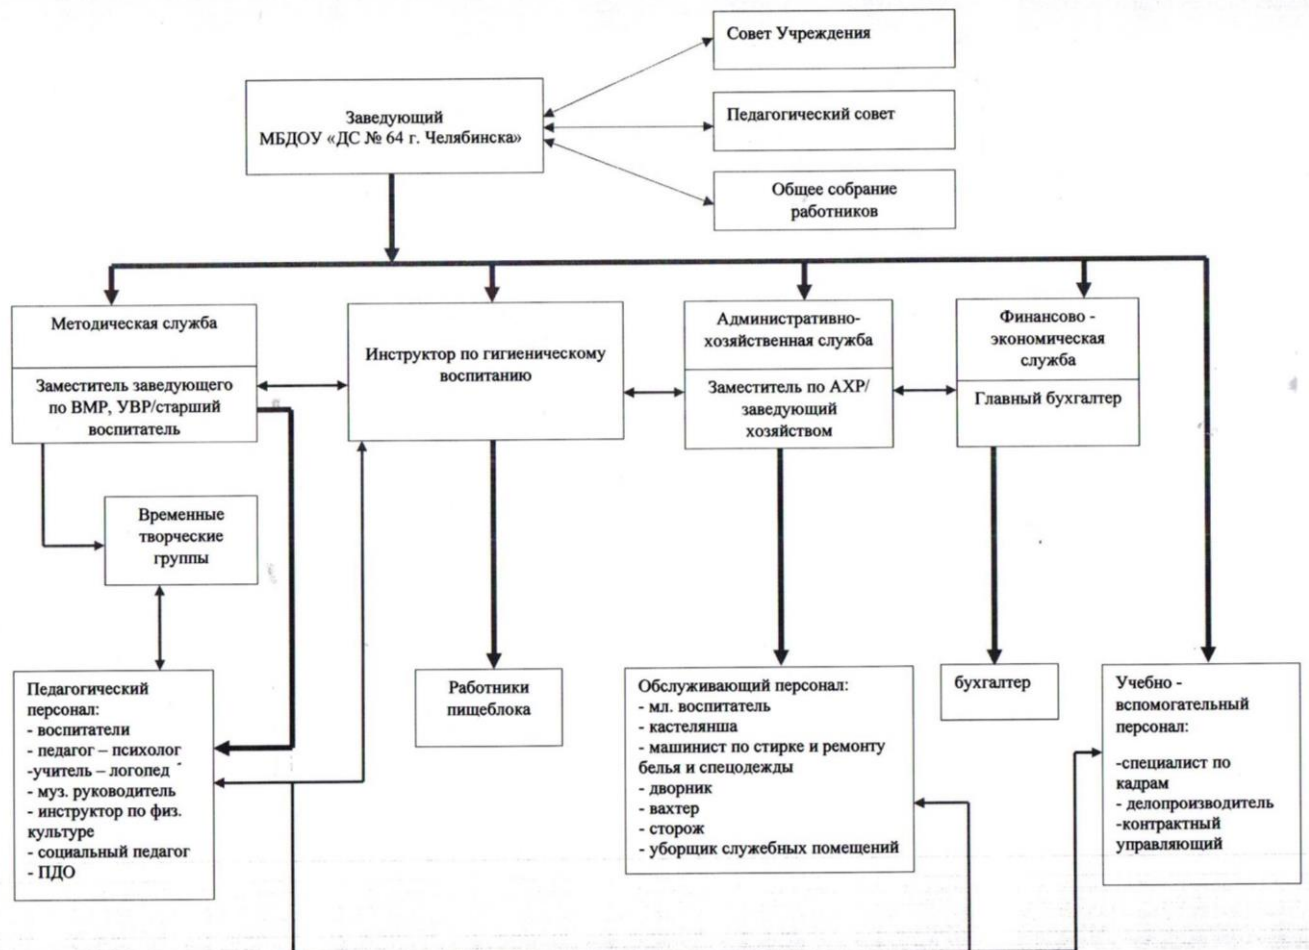 Совет Учреждения
Заведующий
МБДОУ «ДС № 64 г. Челябинска»
Педагогический совет
Общее собрание
работников
Методическая служба
Заместитель заведующего
по ВМР, УВР/старший
воспитатель
Инструктор по гигиеническому
воспитанию
Административно-
хозяйственная служба
Заместитель по АХР/
заведующий
хозяйством
Финансово -
экономическая
служба
Главный бухгалтер
Временные
творческие
группы
Педагогический
персонал:
- воспитатели
- педагог – психолог
-учитель – логопед
- муз. руководитель
- инструктор по физ.
культуре
- социальный педагог
- ПДО
Работники
пищеблока
Обслуживающий персонал:
- мл. воспитатель
- кастелянша
- машинист по стирке и ремонту
белья и спецодежды
- дворник
- вахтер
- сторож
- уборщик служебных помещений
бухгалтер
Учебно -
вспомогательный
персонал:
-специалист по
кадрам
- делопроизводитель
-контрактный
управляющий